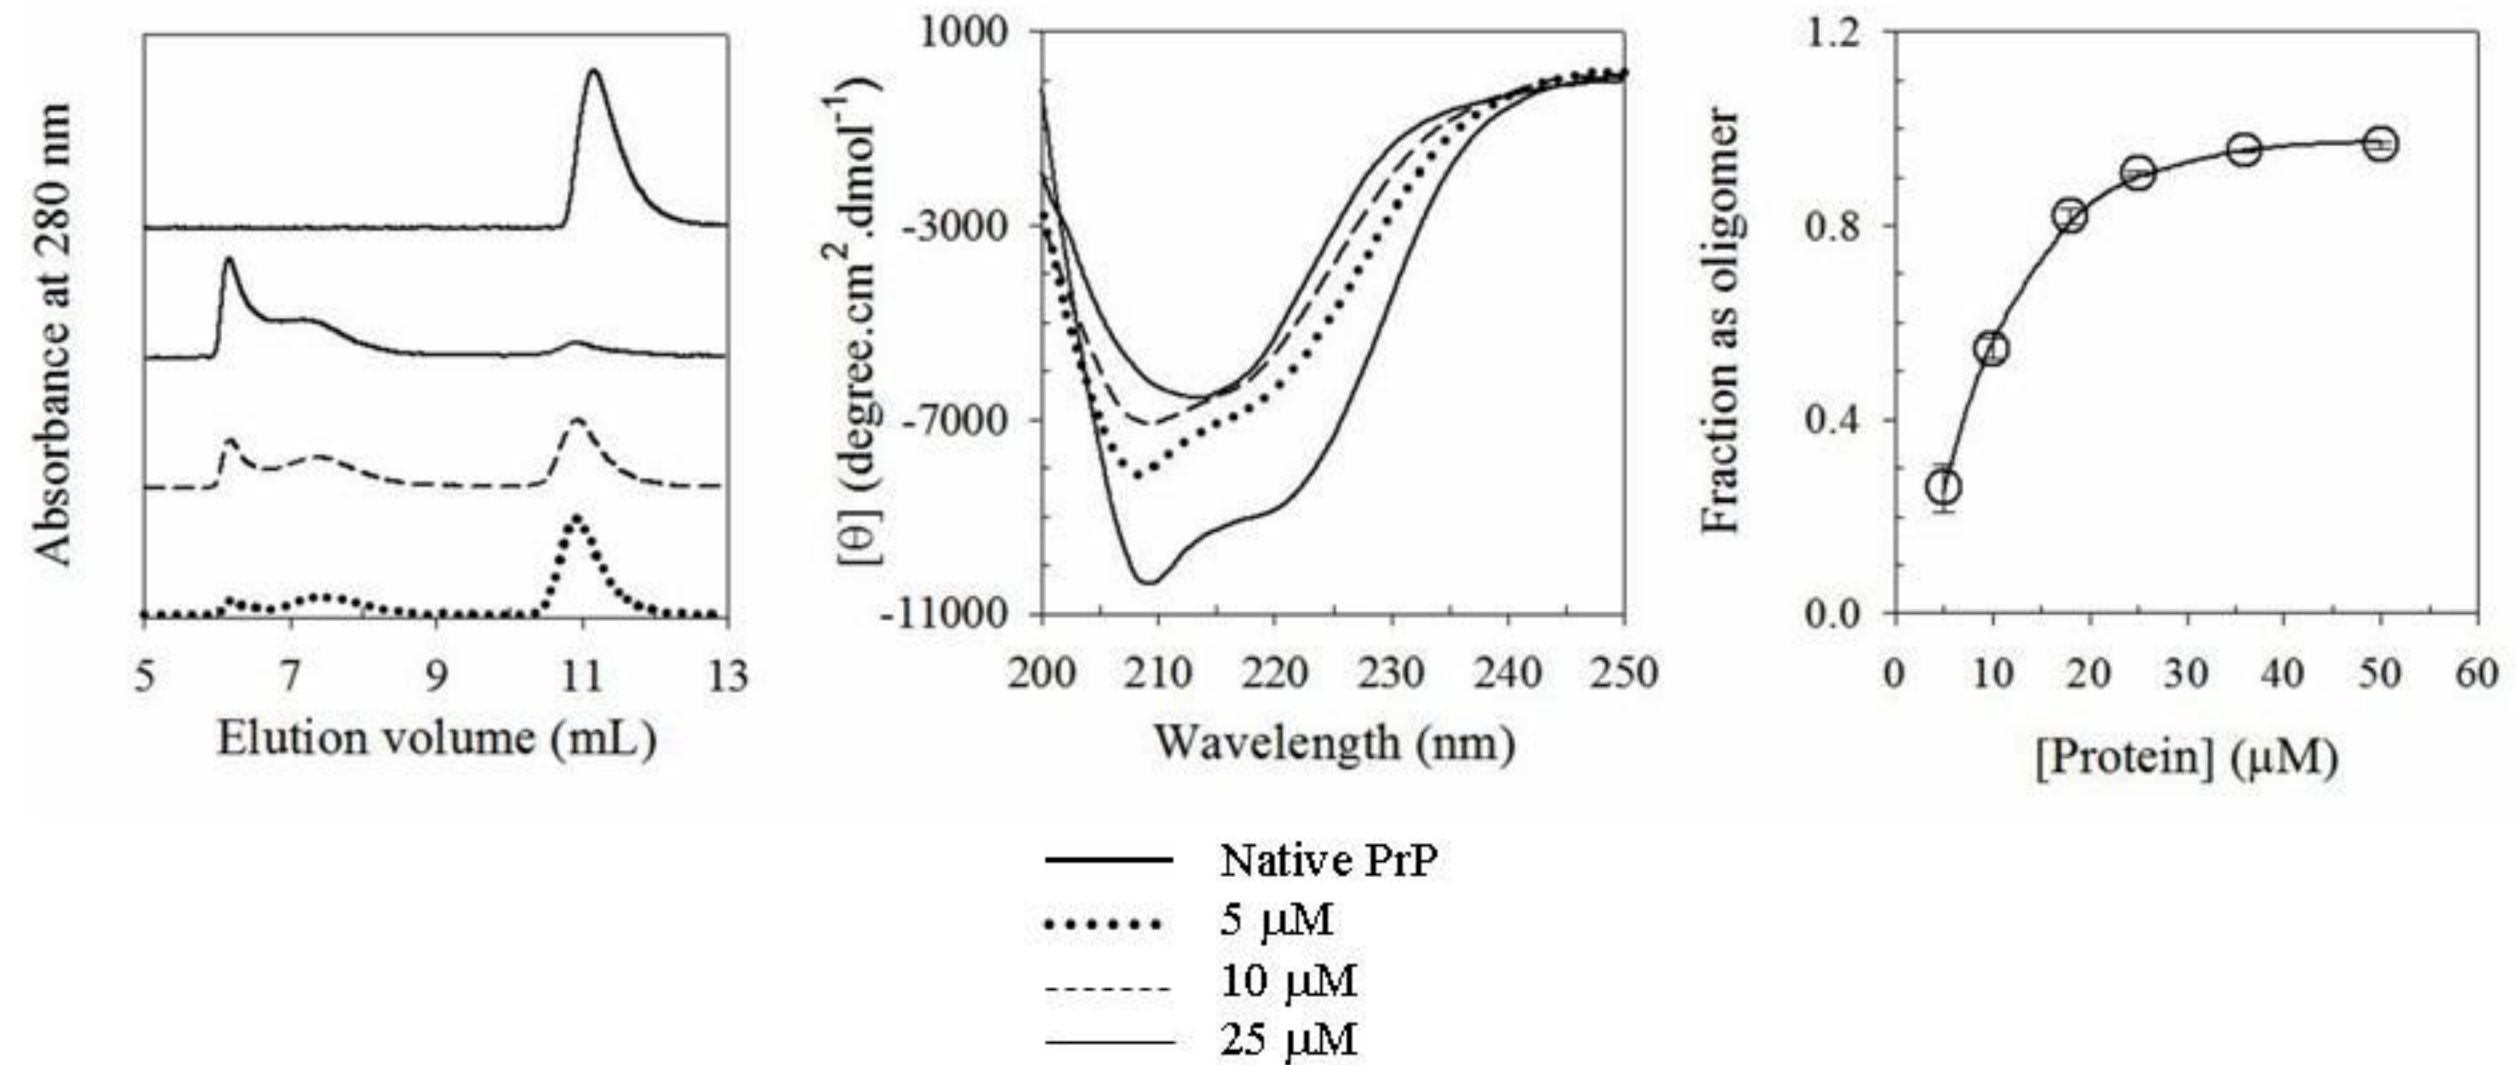 Absorbance at 280 nm
5 7 9 11 13
Elution volume (mL)
[θ] (degree.cm2.dmol-1)
1000
-3000
-7000
-11000
200 210 220 230 240 250
Wavelength (nm)
Fraction as oligomer
1.2
0.8
0.4
0.0
0 10 20 30 40 50 60
[Protein] (μM)
Native PrP
5 μM
10 μM
25 μM